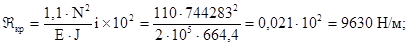 ℜкр = 1,1·N² / E·J i×10² = 110·744283² / 2·10⁵·664,4 = 0,021·10² = 9630 Н/м;